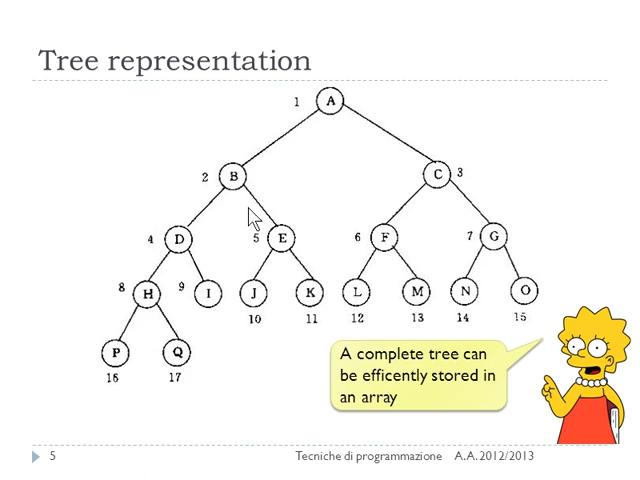 Tree representation
1 A
2 B C 3
4 D 5 E 6 F 7 G
8 H 9 I J K L M N O
10 11 12 13 14 15
P Q
16 17
A complete tree can
be efficently stored in
an array
5 Tecniche di programmazione A.A. 2012/2013